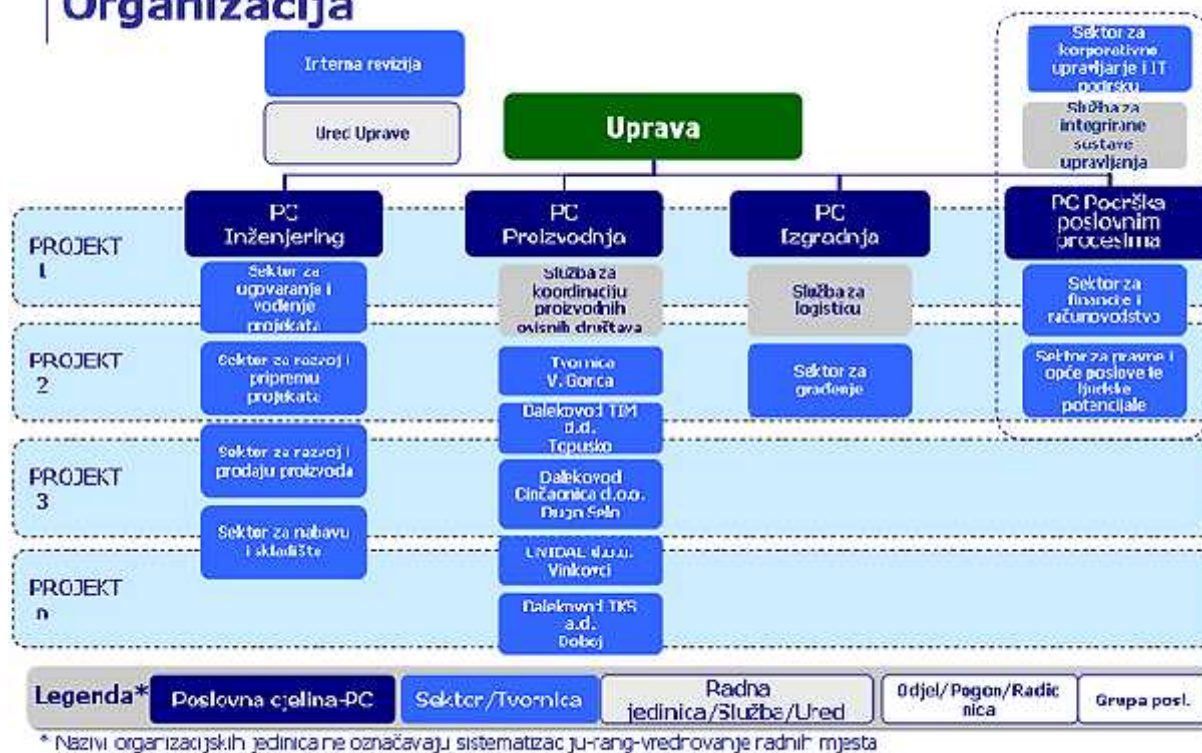 Organizacija
Interna revizija
Ured Uprave
Uprava
Sektor za
korporativno
upravljanje i IT
podršku
Služba za
integrirane
sustave
upravljanja
PC
Inženjering
PC
Proizvodnja
PC
Izgradnja
PC Podrška
poslovnim
procesima
PROJEKT
1
Sektor za
ugovaranje i
vođenje
projekata
Služba za
koordinaciju
proizvodnih
ovisnih društava
Služba za
logistiku
Sektor za
financije i
računovodstvo
PROJEKT
2
Sektor za razvoj i
pripremu
projekata
Tvornica
V. Gorica
Dalekovod TIM
d.d.
Topusko
Sektor za
građenje
Sektor za pravne i
opće poslove te
ljudske
potencijale
PROJEKT
3
Sektor za razvoj i
prodaju proizvoda
Dalekovod
Cinčaonica d.o.o.
Dugo Selo
Sektor za nabavu
i skladište
PROJEKT
n
UNIDAL d.o.o.
Vinkovci
Dalekovod TKS
a.d.
Doboj
Legenda*
Poslovna cjelina-PC
Sektor/Tvornica
Radna
jedinica/Služba/Ured
Odjel/Pogon/Radio
nica
Grupa posl.
* Nazivi organizacijskih jedinica ne označavaju sistematizaciju-rang-vrednovanje radnih mjesta